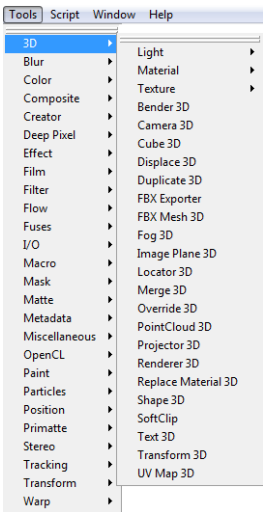 Tools Script Window Help
3D
Blur
Color
Composite
Creator
Deep Pixel
Effect
Film
Filter
Flow
Fuses
I/O
Macro
Mask
Matte
Metadata
Miscellaneous
OpenCL
Paint
Particles
Position
Primatte
Stereo
Tracking
Transform
Warp
Light
Material
Texture
Bender 3D
Camera 3D
Cube 3D
Displace 3D
Duplicate 3D
FBX Exporter
FBX Mesh 3D
Fog 3D
Image Plane 3D
Locator 3D
Merge 3D
Override 3D
PointCloud 3D
Projector 3D
Renderer 3D
Replace Material 3D
Shape 3D
SoftClip
Text 3D
Transform 3D
UV Map 3D